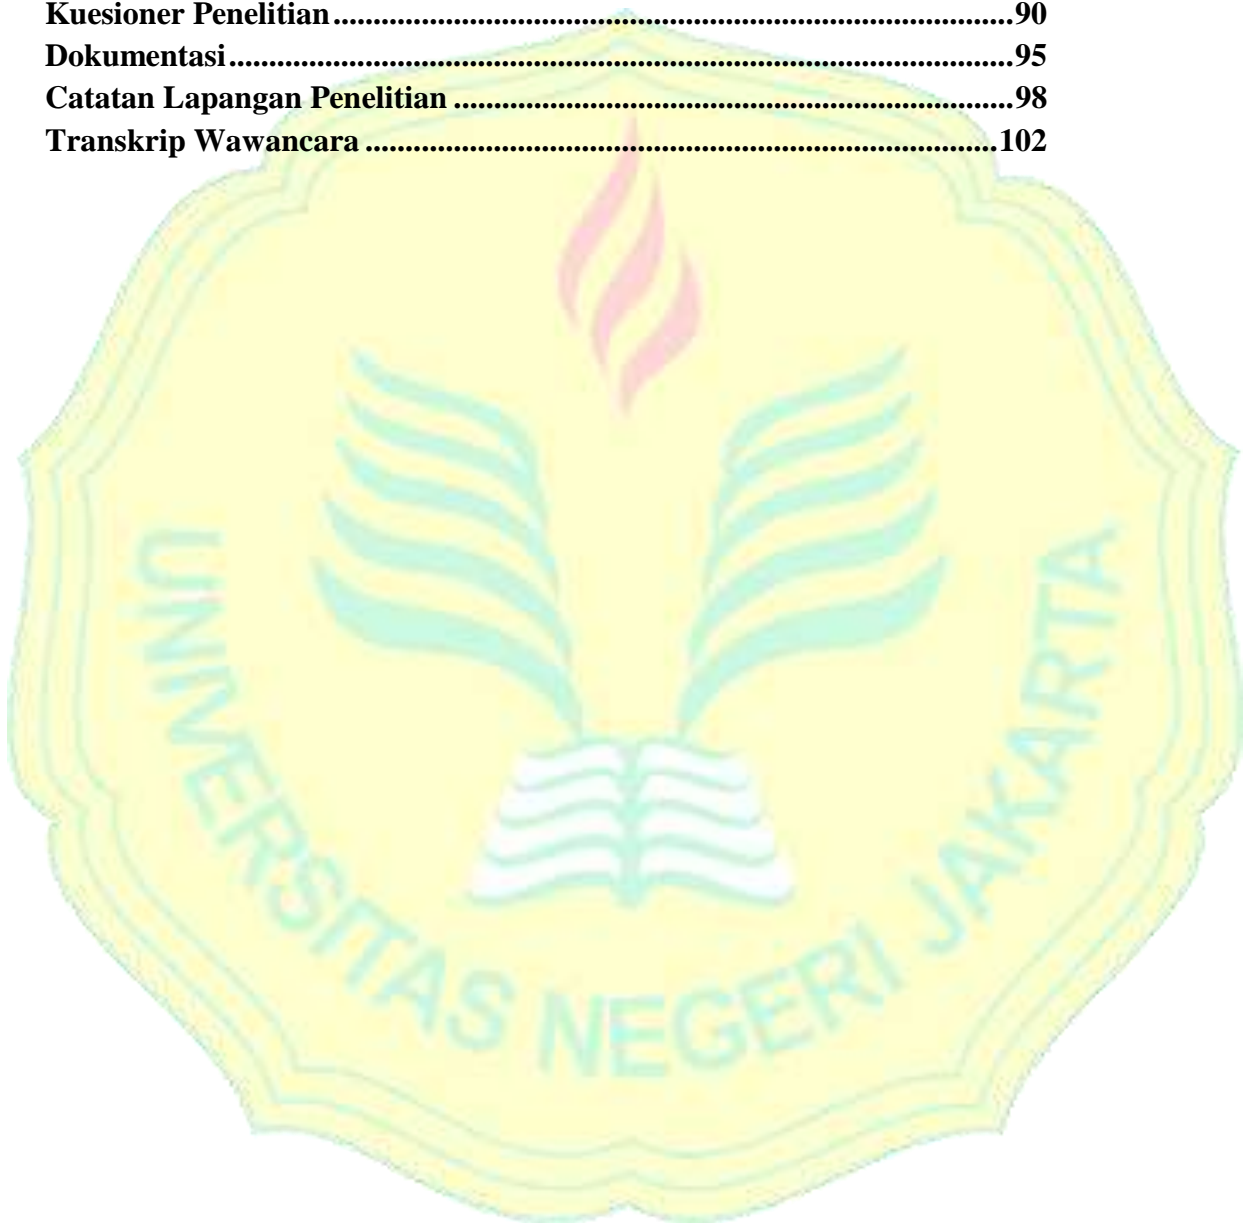 Kuesioner Penelitian.....................................................................................90
Dokumentasi..................................................................................................95
Catatan Lapangan Penelitian......................................................................98
Transkrip Wawancara...............................................................................102
UNIVERSITAS NEGERI JAKARTA